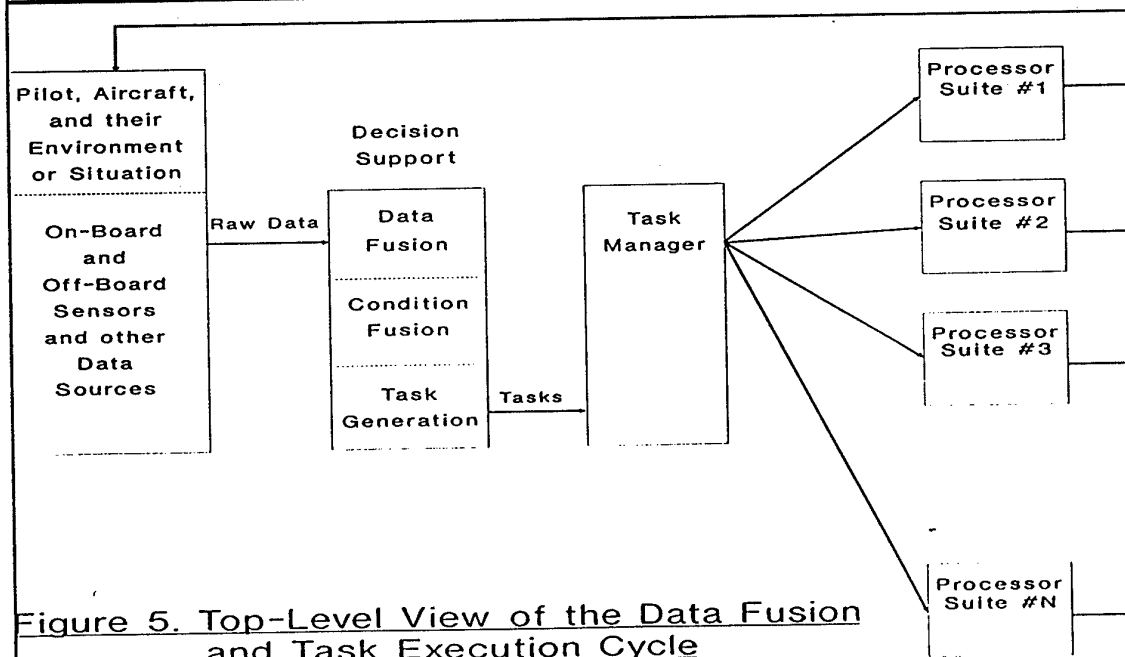 Pilot, Aircraft,
and their
Environment
or Situation
On-Board
and
Off-Board
Sensors
and other
Data
Sources
Raw Data
Decision
Support
Data
Fusion
Condition
Fusion
Task
Generation
Tasks
Task
Manager
Processor
Suite #1
Processor
Suite #2
Processor
Suite #3
Processor
Suite #N
Figure 5. Top-Level View of the Data Fusion
and Task Execution Cycle